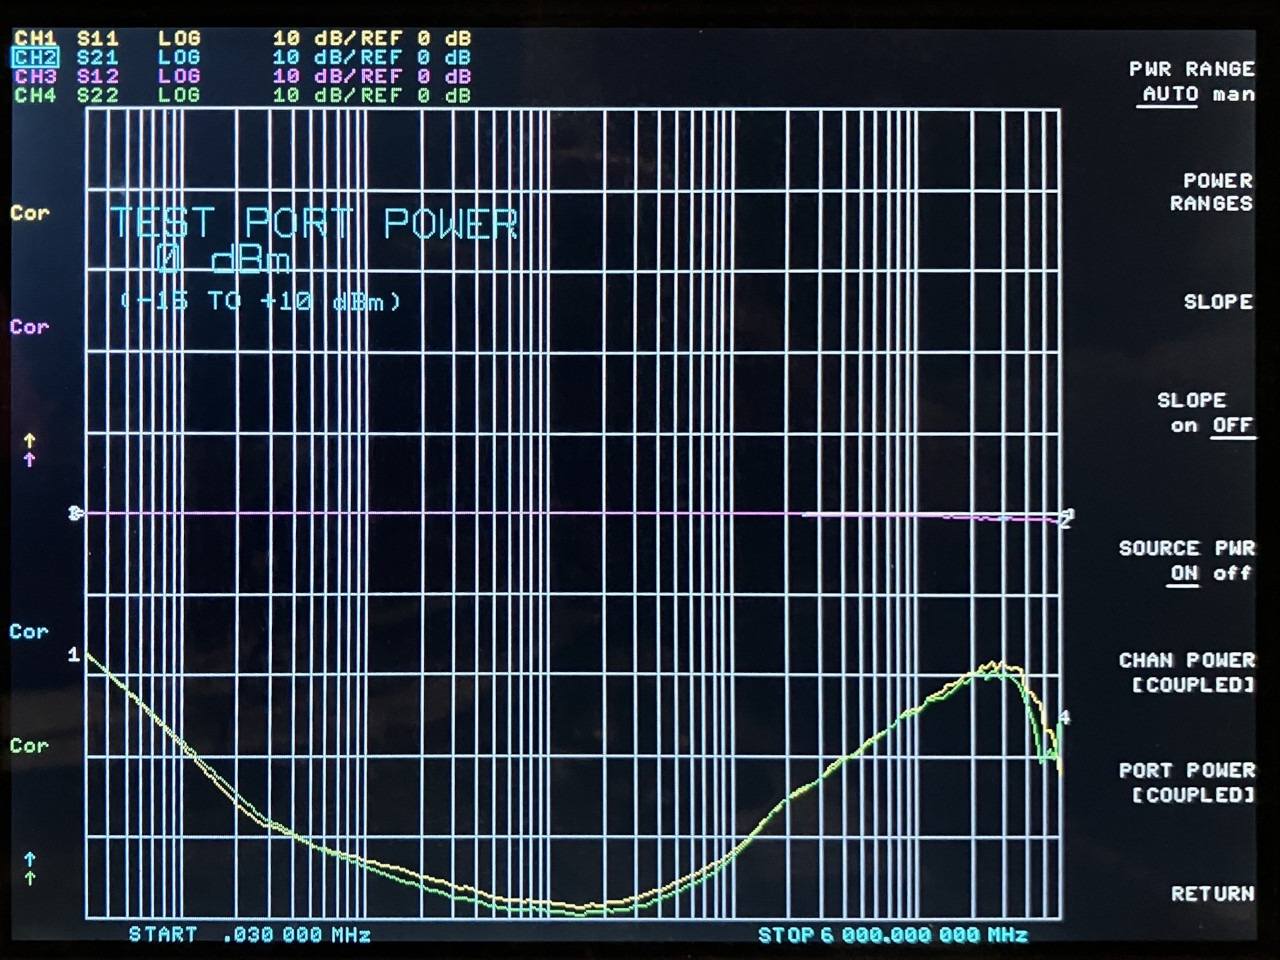 CH1 S11 LOG 10 dB/REF 0 dB
CH2 S21 LOG 10 dB/REF 0 dB
CH3 S12 LOG 10 dB/REF 0 dB
CH4 S22 LOG 10 dB/REF 0 dB
PWR RANGE
AUTO man
POWER
RANGES
Cor
TEST PORT POWER
0 dBm
(-15 TO +10 dBm)
SLOPE
Cor
SLOPE
on OFF
↑
↑
2
SOURCE PWR
ON off
Cor
1
CHAN POWER
[COUPLED]
4
Cor
PORT POWER
[COUPLED]
↑
↑
RETURN
START .030 000 MHz
STOP 6 000.000 000 MHz